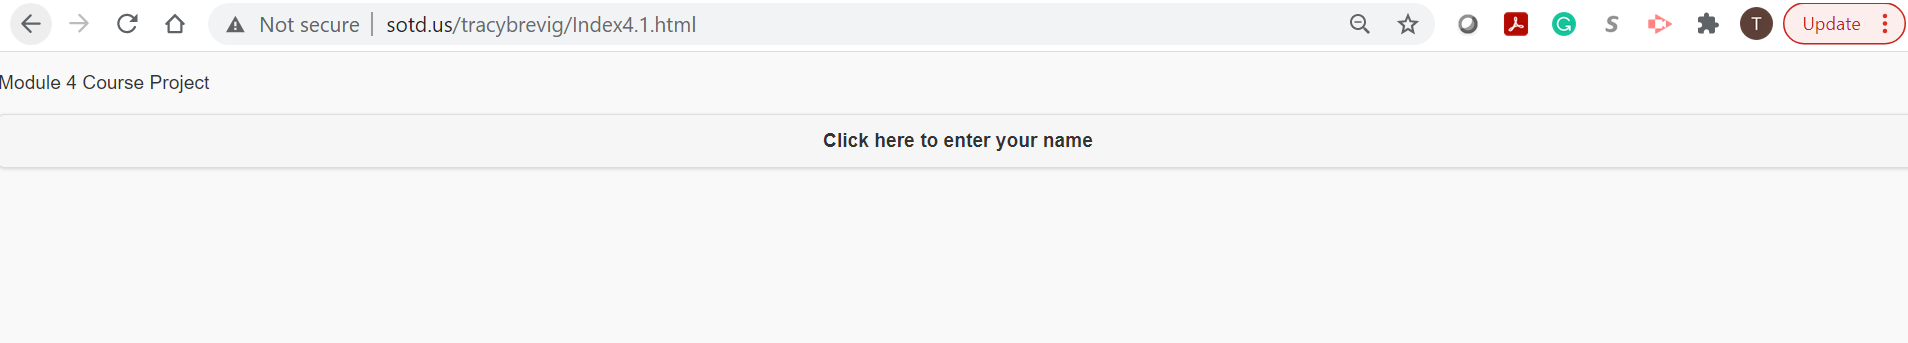 Not secure sotd.us/tracybrevig/Index4.1.html T Update
Module 4 Course Project
Click here to enter your name